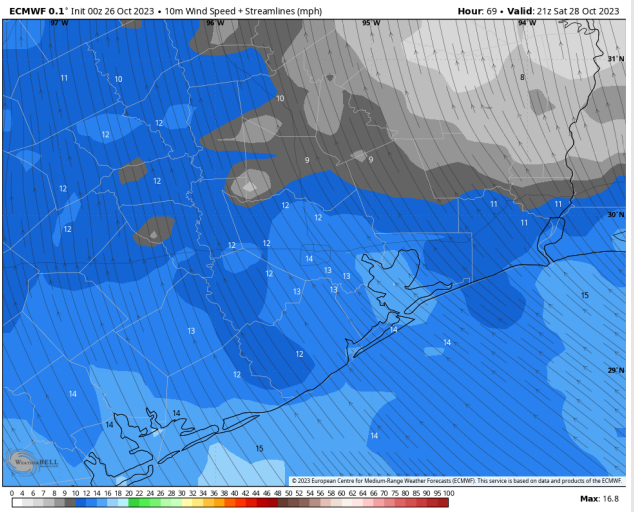 ECMWF 0.1° Init 00z 26 Oct 2023 • 10m Wind Speed + Streamlines (mph)
Hour: 69 • Valid: 21z Sat 28 Oct 2023
97°W 96°W 95°W 94°W
31°N
8
11 10
10
12
12
9 9
12
12
12
11 11
30°N
12
12
11
12
12 12
14
12 13 13
13 13
15
13
14
14
12
29°N
12
14
14
14
14
15
WeatherBELL
© 2023 European Centre for Medium-Range Weather Forecasts (ECMWF). This service is based on data and products of the ECMWF.
0 4 6 7 8 9 10 12 14 16 18 20 22 24 26 28 30 32 34 36 38 40 42 44 46 48 50 52 54 56 58 60 62 64 66 70 75 80 85 90 95 100
Max: 16.8